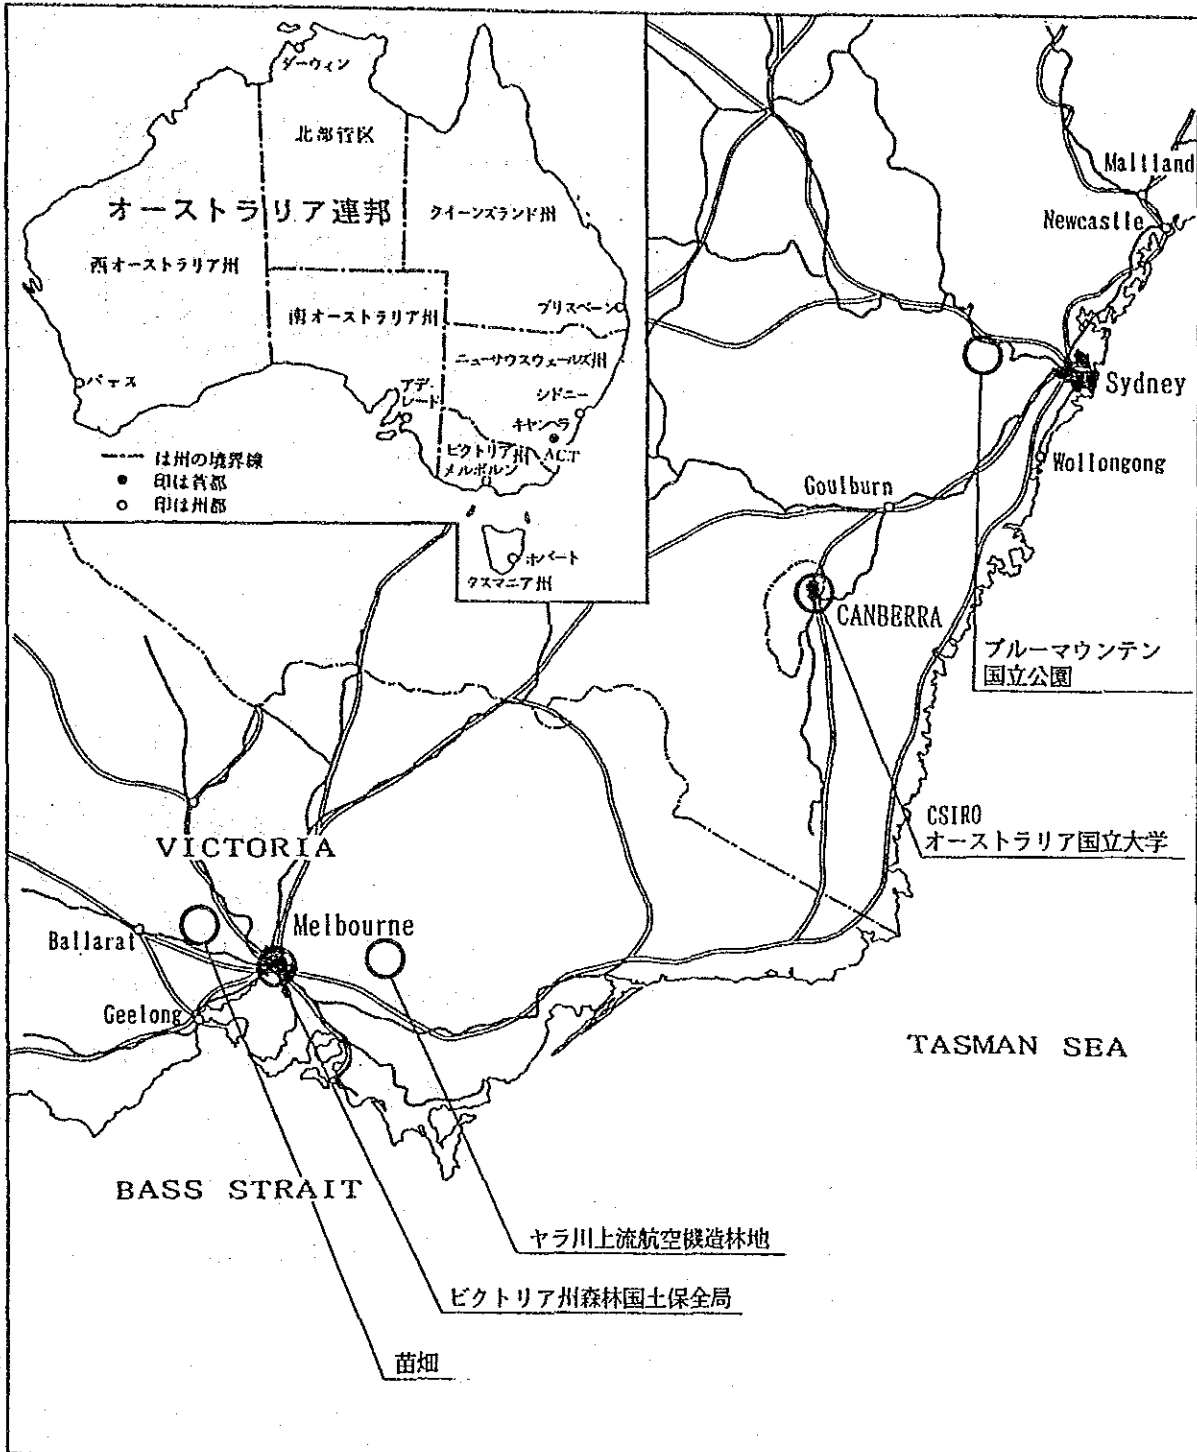 ダーウィン
北部管区
オーストラリア連邦
クイーンズランド州
西オーストラリア州
ブリスベーン
南オーストラリア州
ニューサウスウェールズ州
パース
アデ-
レード
シドニー
キャンベラ
ビクトリア州
A.C.T
メルボルン
は州の境界線
印は首都
印は州都
ホバート
タスマニア州
Maitland
Newcastle
Sydney
Wollongong
Goulburn
CANBERRA
ブルーマウンテン
国立公園
CSIRO
オーストラリア国立大学
VICTORIA
Melbourne
Ballarat
Geelong
TASMAN SEA
BASS STRAIT
ヤラ川上流航空機造林地
ビクトリア州森林国土保全局
苗畑